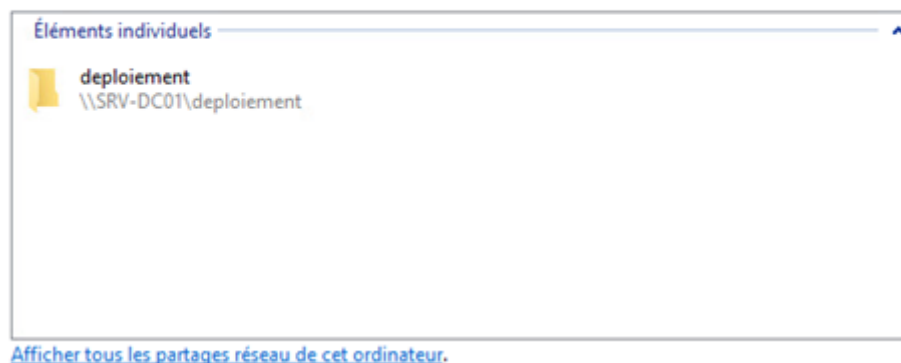 Éléments individuels
deploiement
\\SRV-DC01\deploiement
Afficher tous les partages réseau de cet ordinateur.